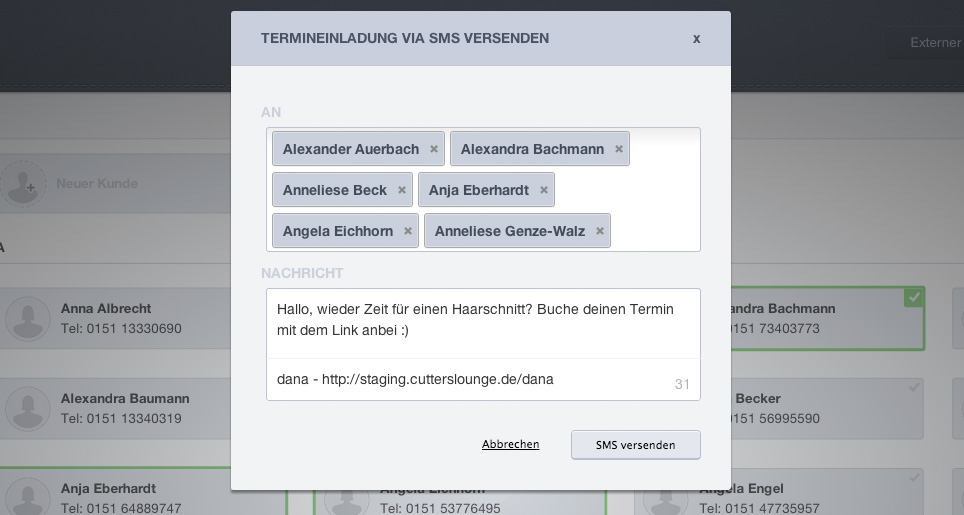 TERMINEINLADUNG VIA SMS VERSENDEN x
Externer
AN
Alexander Auerbach × Alexandra Bachmann ×
Anneliese Beck × Anja Eberhardt ×
Angela Eichhorn × Anneliese Genze-Walz ×
Neuer Kunde
A
NACHRICHT
Hallo, wieder Zeit für einen Haarschnitt? Buche deinen Termin
mit dem Link anbei :)
dana - http://staging.cutterslounge.de/dana
31
Abbrechen SMS versenden
Anna Albrecht
Tel: 0151 13330690
andra Bachmann
0151 73403773
Alexandra Baumann
Tel: 0151 13340319
Becker
0151 56995590
Anja Eberhardt
Tel: 0151 64889747
Angela Eichhorn
Tel: 0151 53776495
Angela Engel
Tel: 0151 47735957